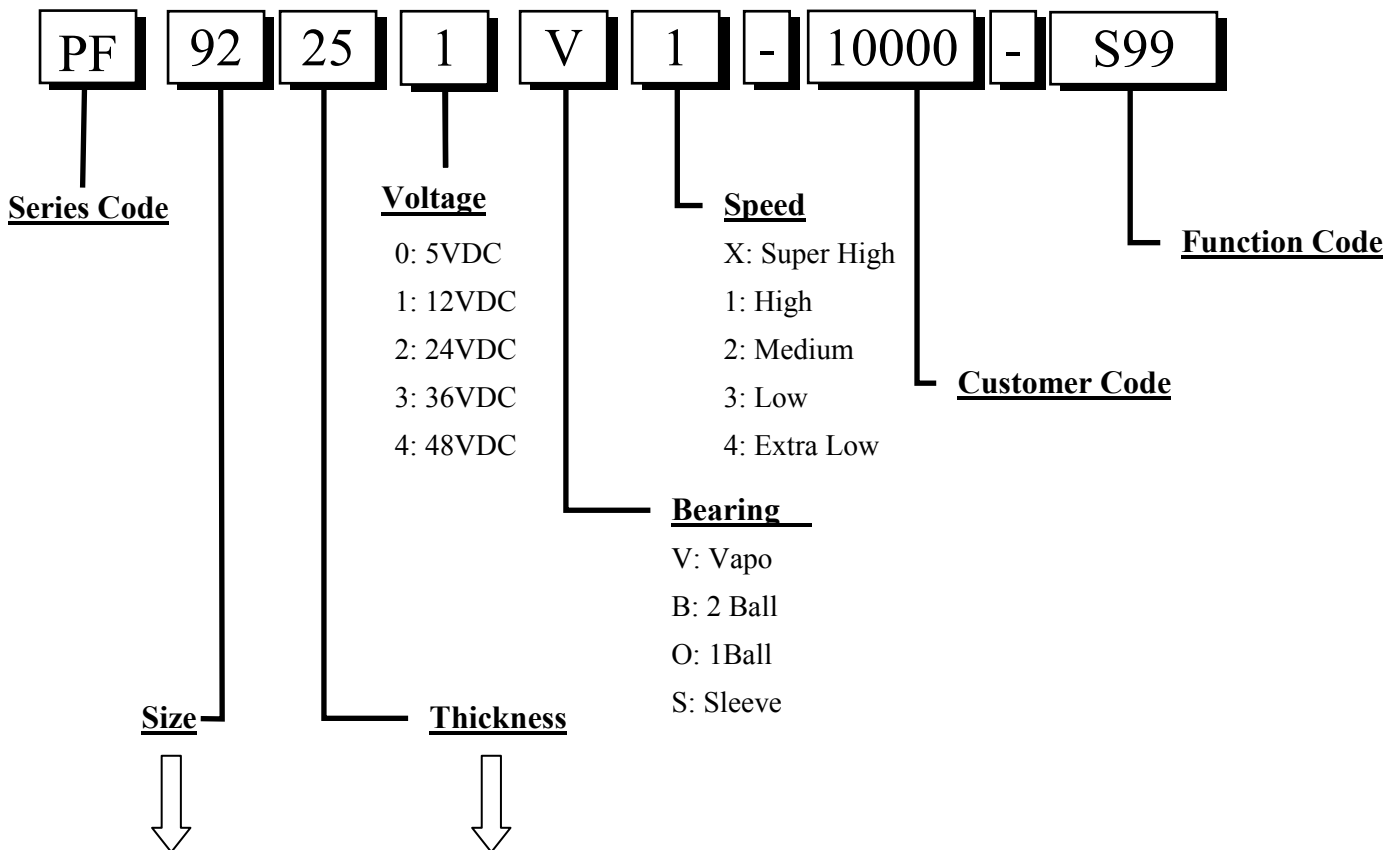 PF 92 25 1 V 1 - 10000 - S99
Series Code
Voltage
0: 5VDC
1: 12VDC
2: 24VDC
3: 36VDC
4: 48VDC
Speed
X: Super High
1: High
2: Medium
3: Low
4: Extra Low
Function Code
Customer Code
Bearing
V: Vapo
B: 2 Ball
O: 1Ball
S: Sleeve
Size
Thickness